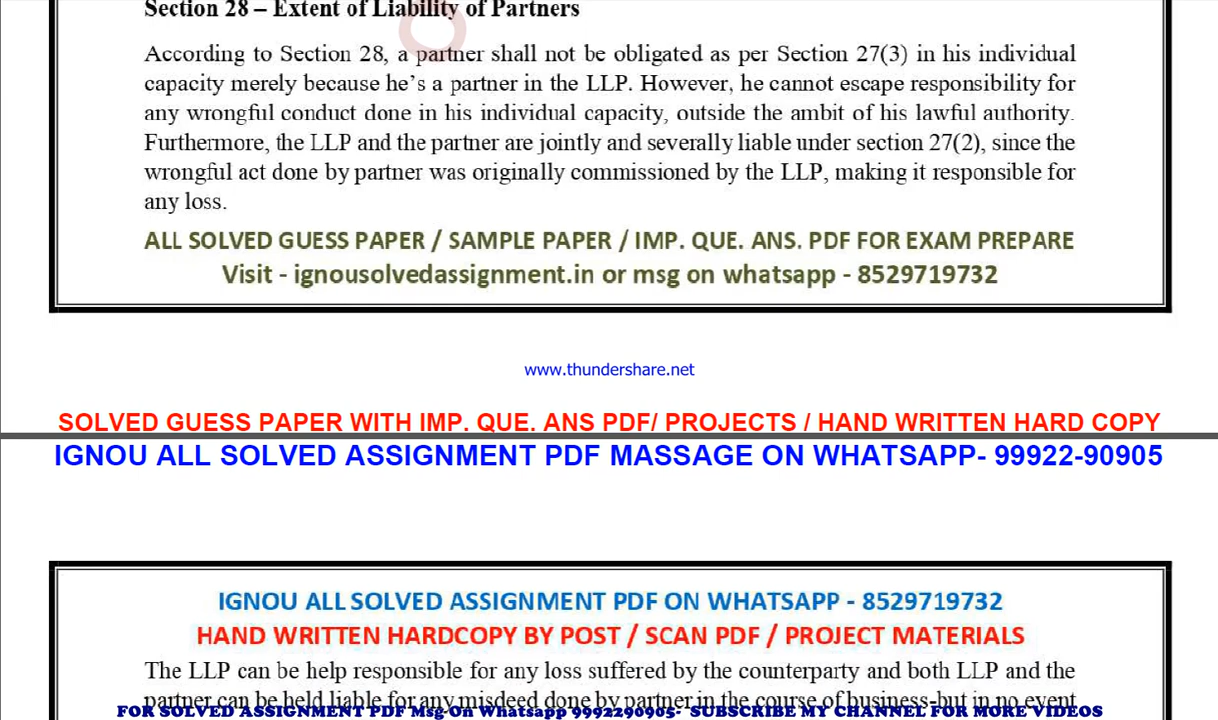 Section 28 – Extent of Liability of Partners
According to Section 28, a partner shall not be obligated as per Section 27(3) in his individual
capacity merely because he's a partner in the LLP. However, he cannot escape responsibility for
any wrongful conduct done in his individual capacity, outside the ambit of his lawful authority.
Furthermore, the LLP and the partner are jointly and severally liable under section 27(2), since the
wrongful act done by partner was originally commissioned by the LLP, making it responsible for
any loss.
ALL SOLVED GUESS PAPER / SAMPLE PAPER / IMP. QUE. ANS. PDF FOR EXAM PREPARE
Visit - ignousolvedassignment.in or msg on whatsapp - 8529719732
www.thundershare.net
SOLVED GUESS PAPER WITH IMP. QUE. ANS PDF/ PROJECTS / HAND WRITTEN HARD COPY
IGNOU ALL SOLVED ASSIGNMENT PDF MASSAGE ON WHATSAPP- 99922-90905
IGNOU ALL SOLVED ASSIGNMENT PDF ON WHATSAPP - 8529719732
HAND WRITTEN HARDCOPY BY POST / SCAN PDF / PROJECT MATERIALS
The LLP can be help responsible for any loss suffered by the counterparty and both LLP and the
partner can be held liable for any misdeed done by partner in the course of business-but in no event
FOR SOLVED ASSIGNMENT PDF Msg On Whatsapp 9992290905- SUBSCRIBE MY CHANNEL FOR MORE VIDEOS